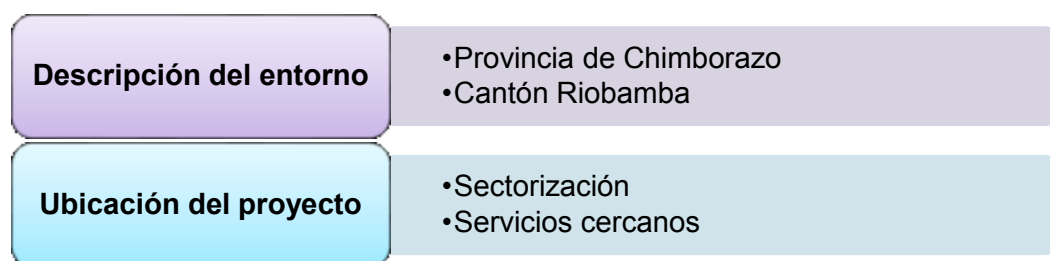 Descripción del entorno
•Provincia de Chimborazo
•Cantón Riobamba
Ubicación del proyecto
•Sectorización
•Servicios cercanos